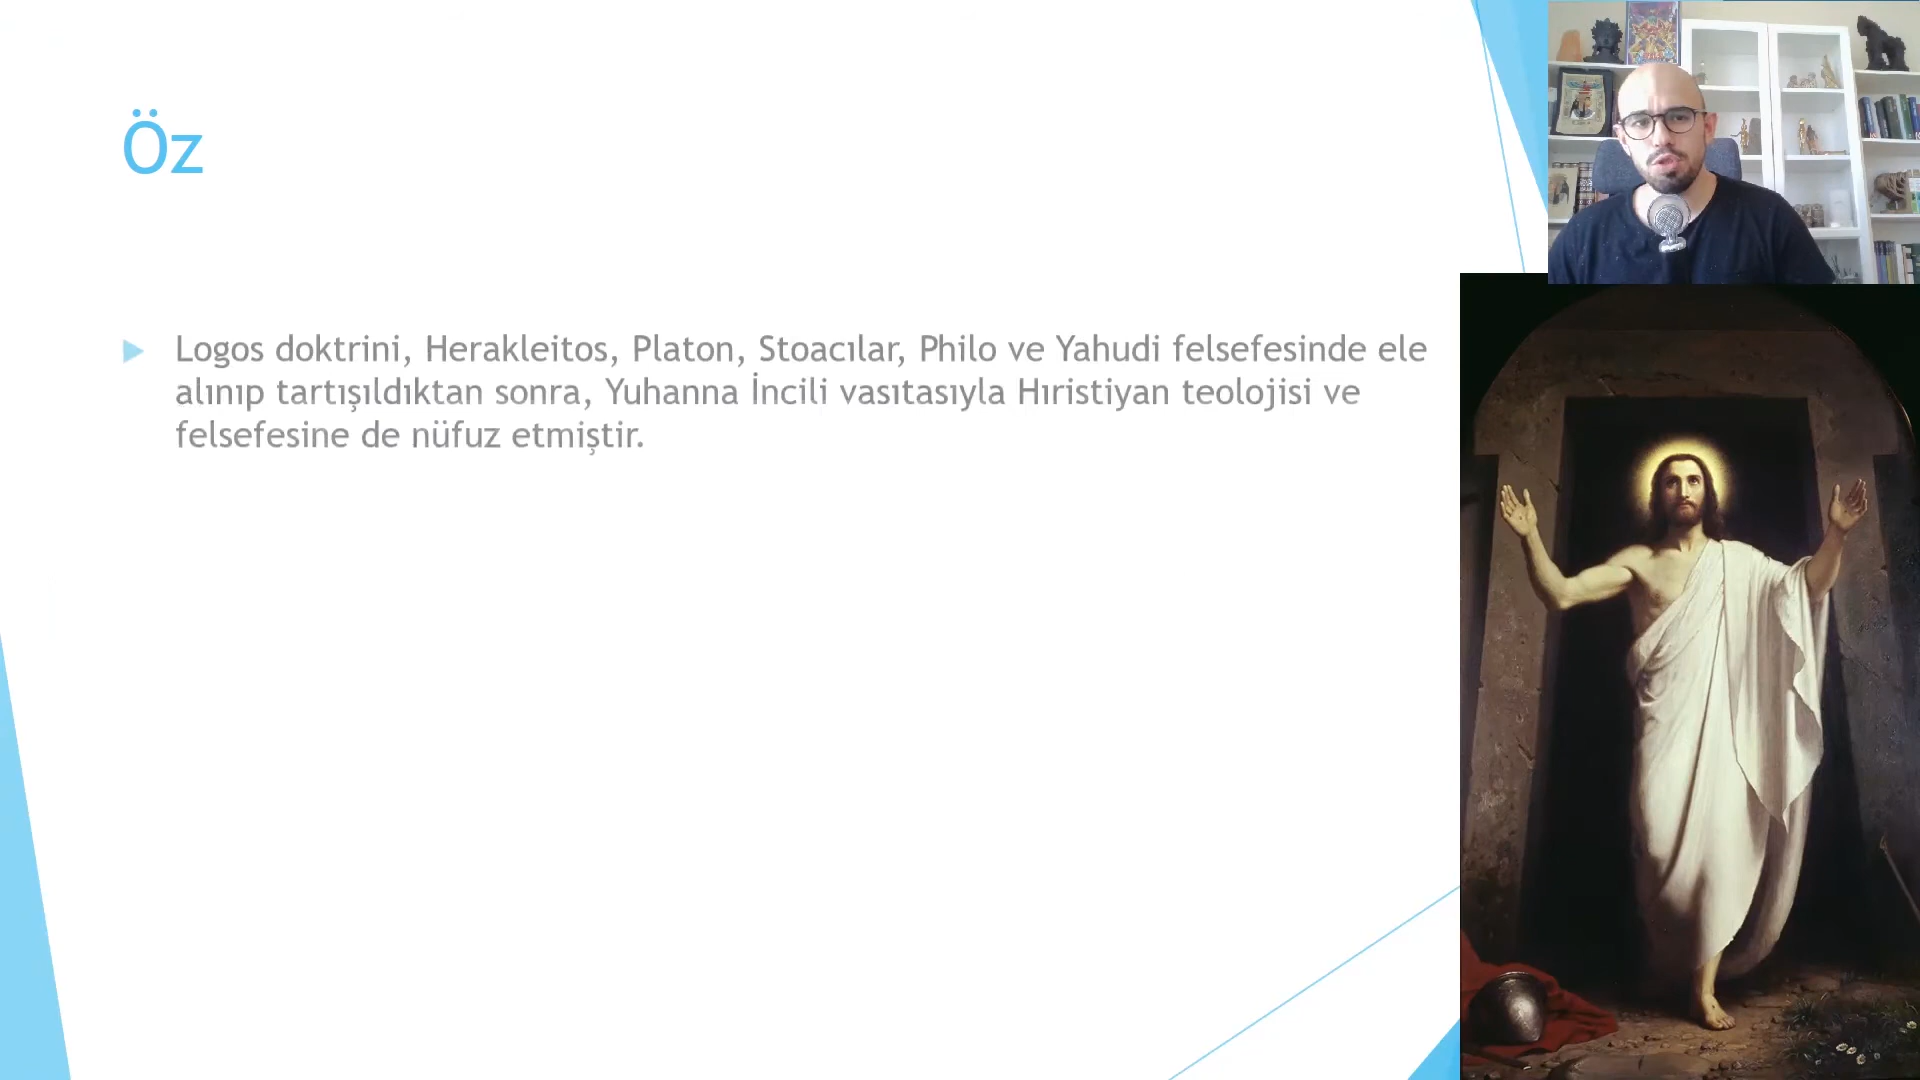 Öz
Logos doktrini, Herakleitos, Platon, Stoacılar, Philo ve Yahudi felsefesinde ele
alınıp tartışıldıktan sonra, Yuhanna İncili vasıtasıyla Hıristiyan teolojisi ve
felsefesine de nüfuz etmiştir.